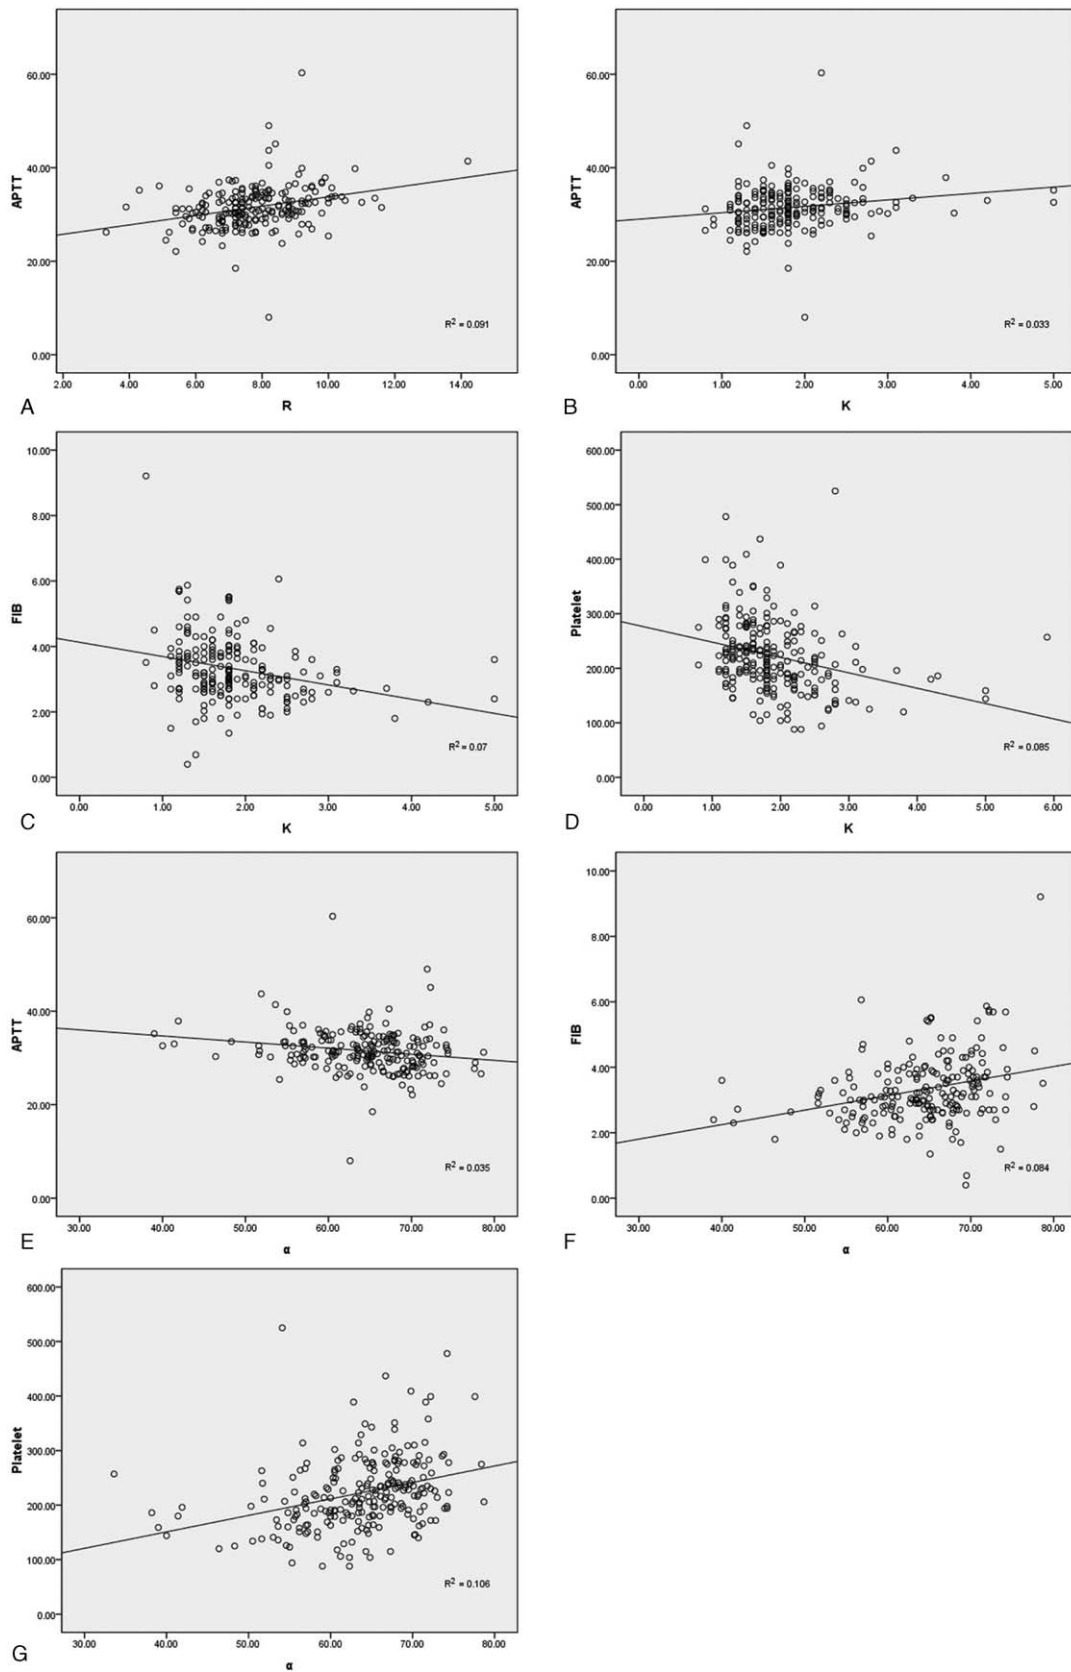 60.00
40.00
20.00
0.00
APTT
R² = 0.091
2.00 4.00 6.00 8.00 10.00 12.00 14.00
R
A
60.00
40.00
20.00
0.00
APTT
R² = 0.033
0.00 1.00 2.00 3.00 4.00 5.00
K
B
10.00
8.00
6.00
4.00
2.00
0.00
FIB
R² = 0.07
0.00 1.00 2.00 3.00 4.00 5.00
K
C
600.00
500.00
400.00
300.00
200.00
100.00
0.00
Platelet
R² = 0.085
0.00 1.00 2.00 3.00 4.00 5.00 6.00
K
D
60.00
40.00
20.00
0.00
APTT
R² = 0.035
30.00 40.00 50.00 60.00 70.00 80.00
α
E
10.00
8.00
6.00
4.00
2.00
0.00
FIB
R² = 0.084
30.00 40.00 50.00 60.00 70.00 80.00
α
F
600.00
500.00
400.00
300.00
200.00
100.00
0.00
Platelet
R² = 0.106
30.00 40.00 50.00 60.00 70.00 80.00
α
G